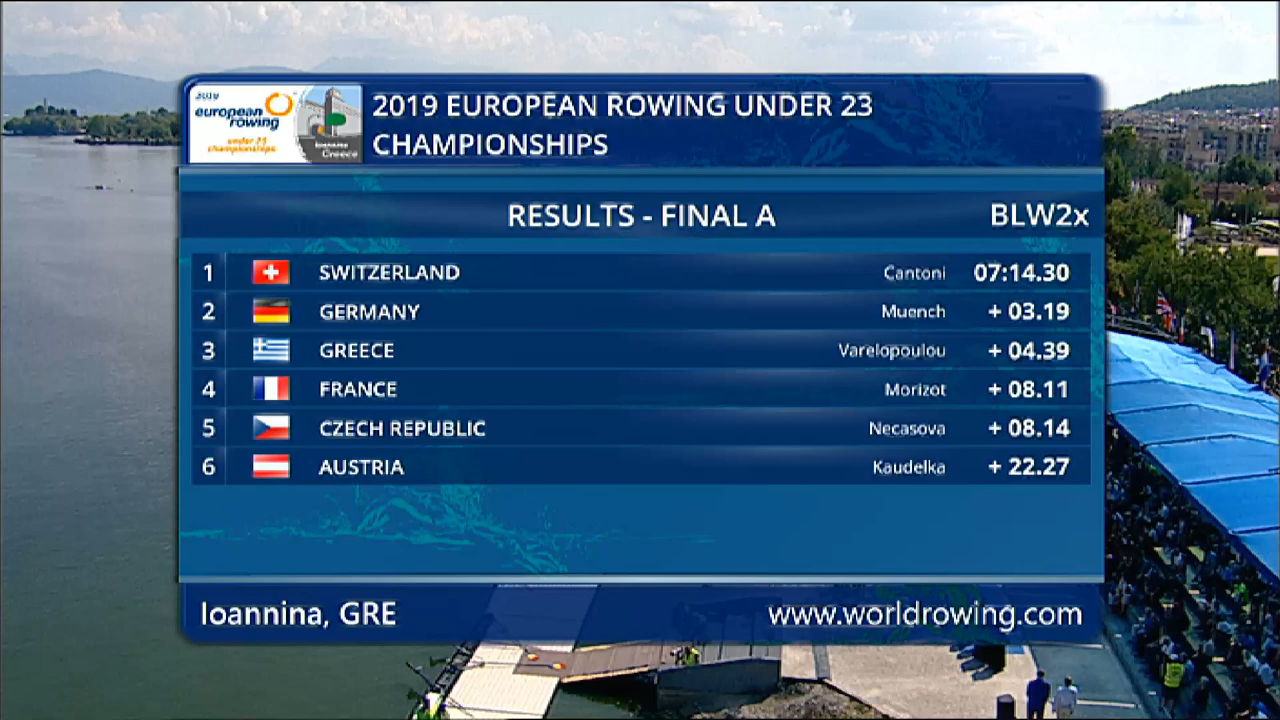 2019
european
rowing
under 23
championships
Ioannina
Greece
2019 EUROPEAN ROWING UNDER 23
CHAMPIONSHIPS
RESULTS - FINAL A BLW2x
1 SWITZERLAND Cantoni 07:14.30
2 GERMANY Muench + 03.19
3 GREECE Varelopoulou + 04.39
4 FRANCE Morizot + 08.11
5 CZECH REPUBLIC Necasova + 08.14
6 AUSTRIA Kaudelka + 22.27
Ioannina, GRE www.worldrowing.com